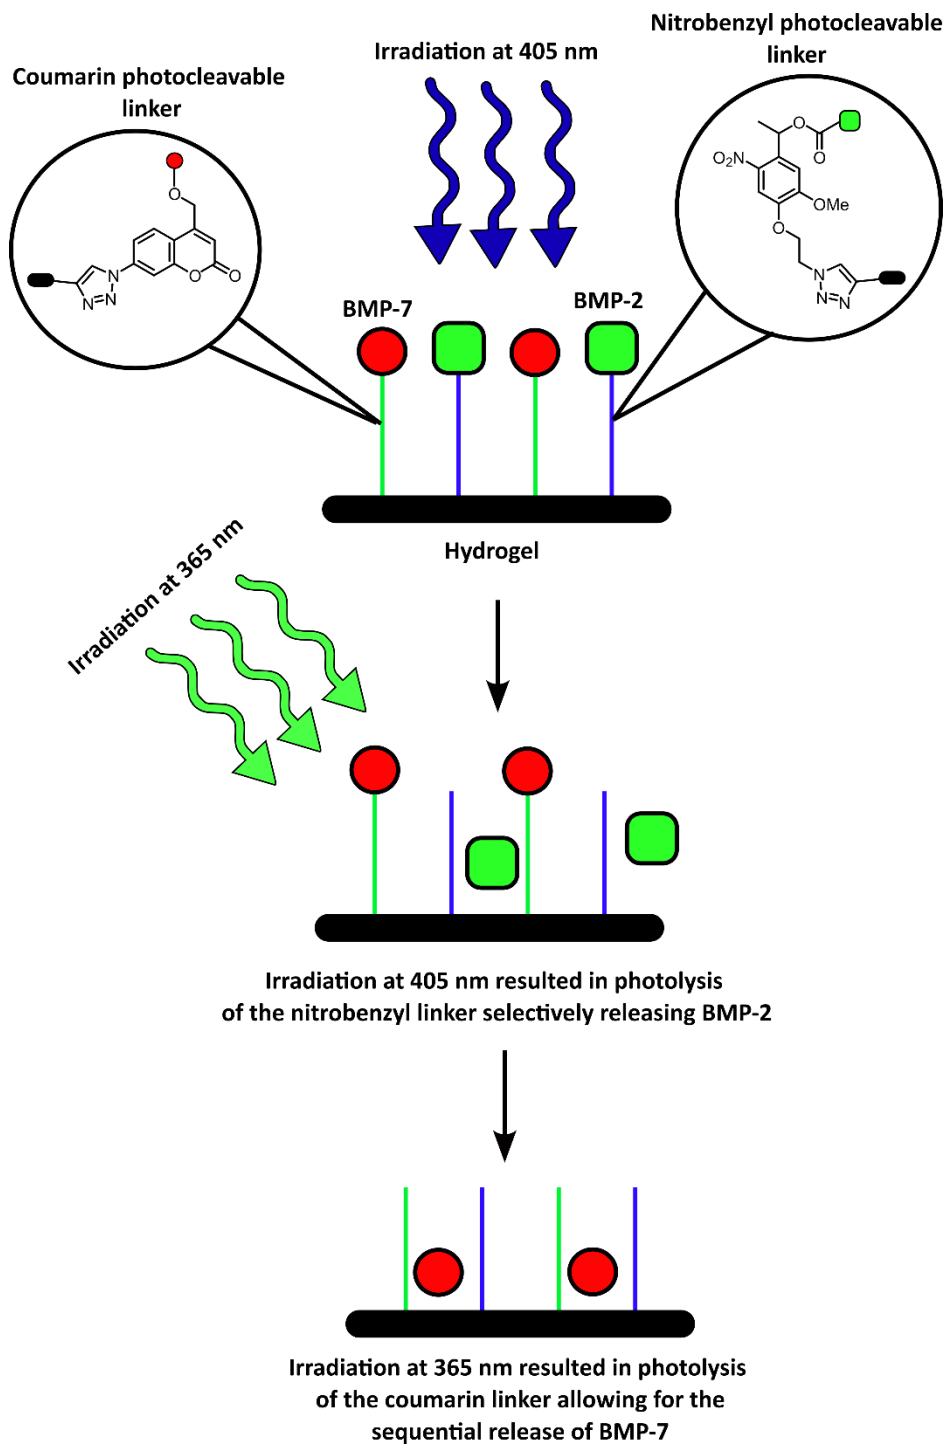 Irradiation at 405 nm
Nitrobenzyl photocleavable
linker
Coumarin photocleavable
linker
O
O
O
N
N
N
O
O
NO₂
OMe
O
N
N
N
BMP-7
BMP-2
Hydrogel
Irradiation at 365 nm
Irradiation at 405 nm resulted in photolysis
of the nitrobenzyl linker selectively releasing BMP-2
Irradiation at 365 nm resulted in photolysis
of the coumarin linker allowing for the
sequential release of BMP-7